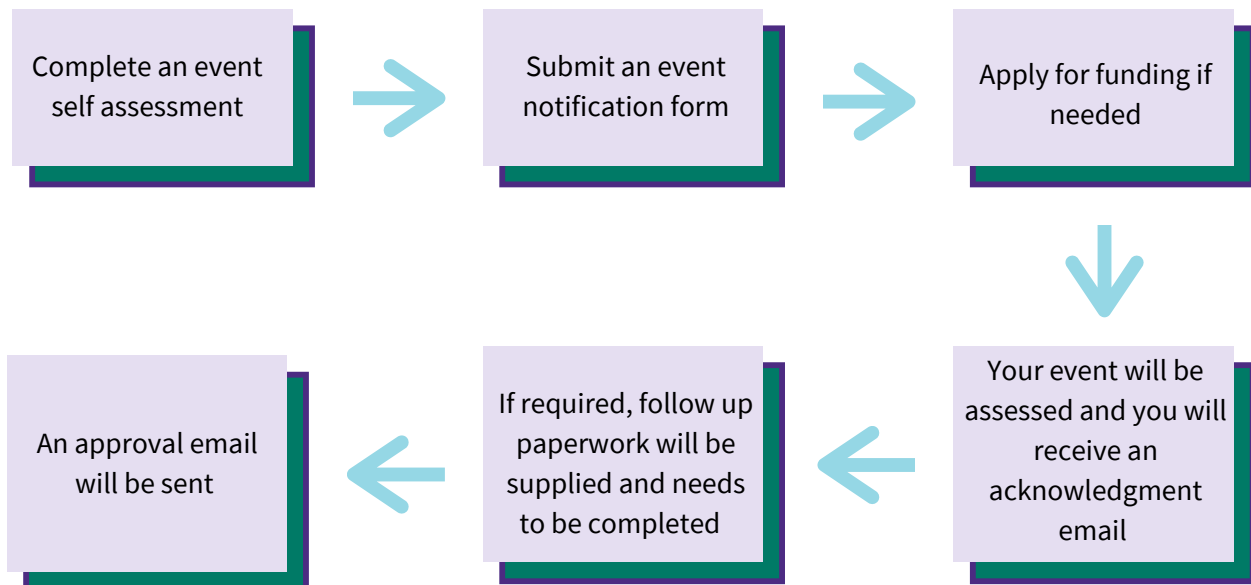 Complete an event
self assessment
Submit an event
notification form
Apply for funding if
needed
Your event will be
assessed and you will
receive an
acknowledgment
email
If required, follow up
paperwork will be
supplied and needs
to be completed
An approval email
will be sent